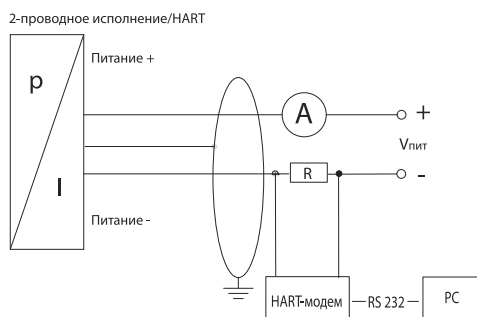 2-проводное исполнение/HART
Питание +
p
A
+
Vпит
I
R
-
Питание -
HART-модем
RS 232
PC